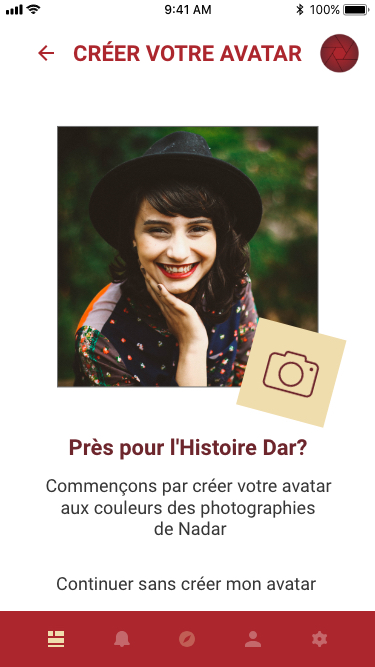 9:41 AM 100%
CRÉER VOTRE AVATAR
Près pour l'Histoire Dar?
Commençons par créer votre avatar
aux couleurs des photographies
de Nadar
Continuer sans créer mon avatar